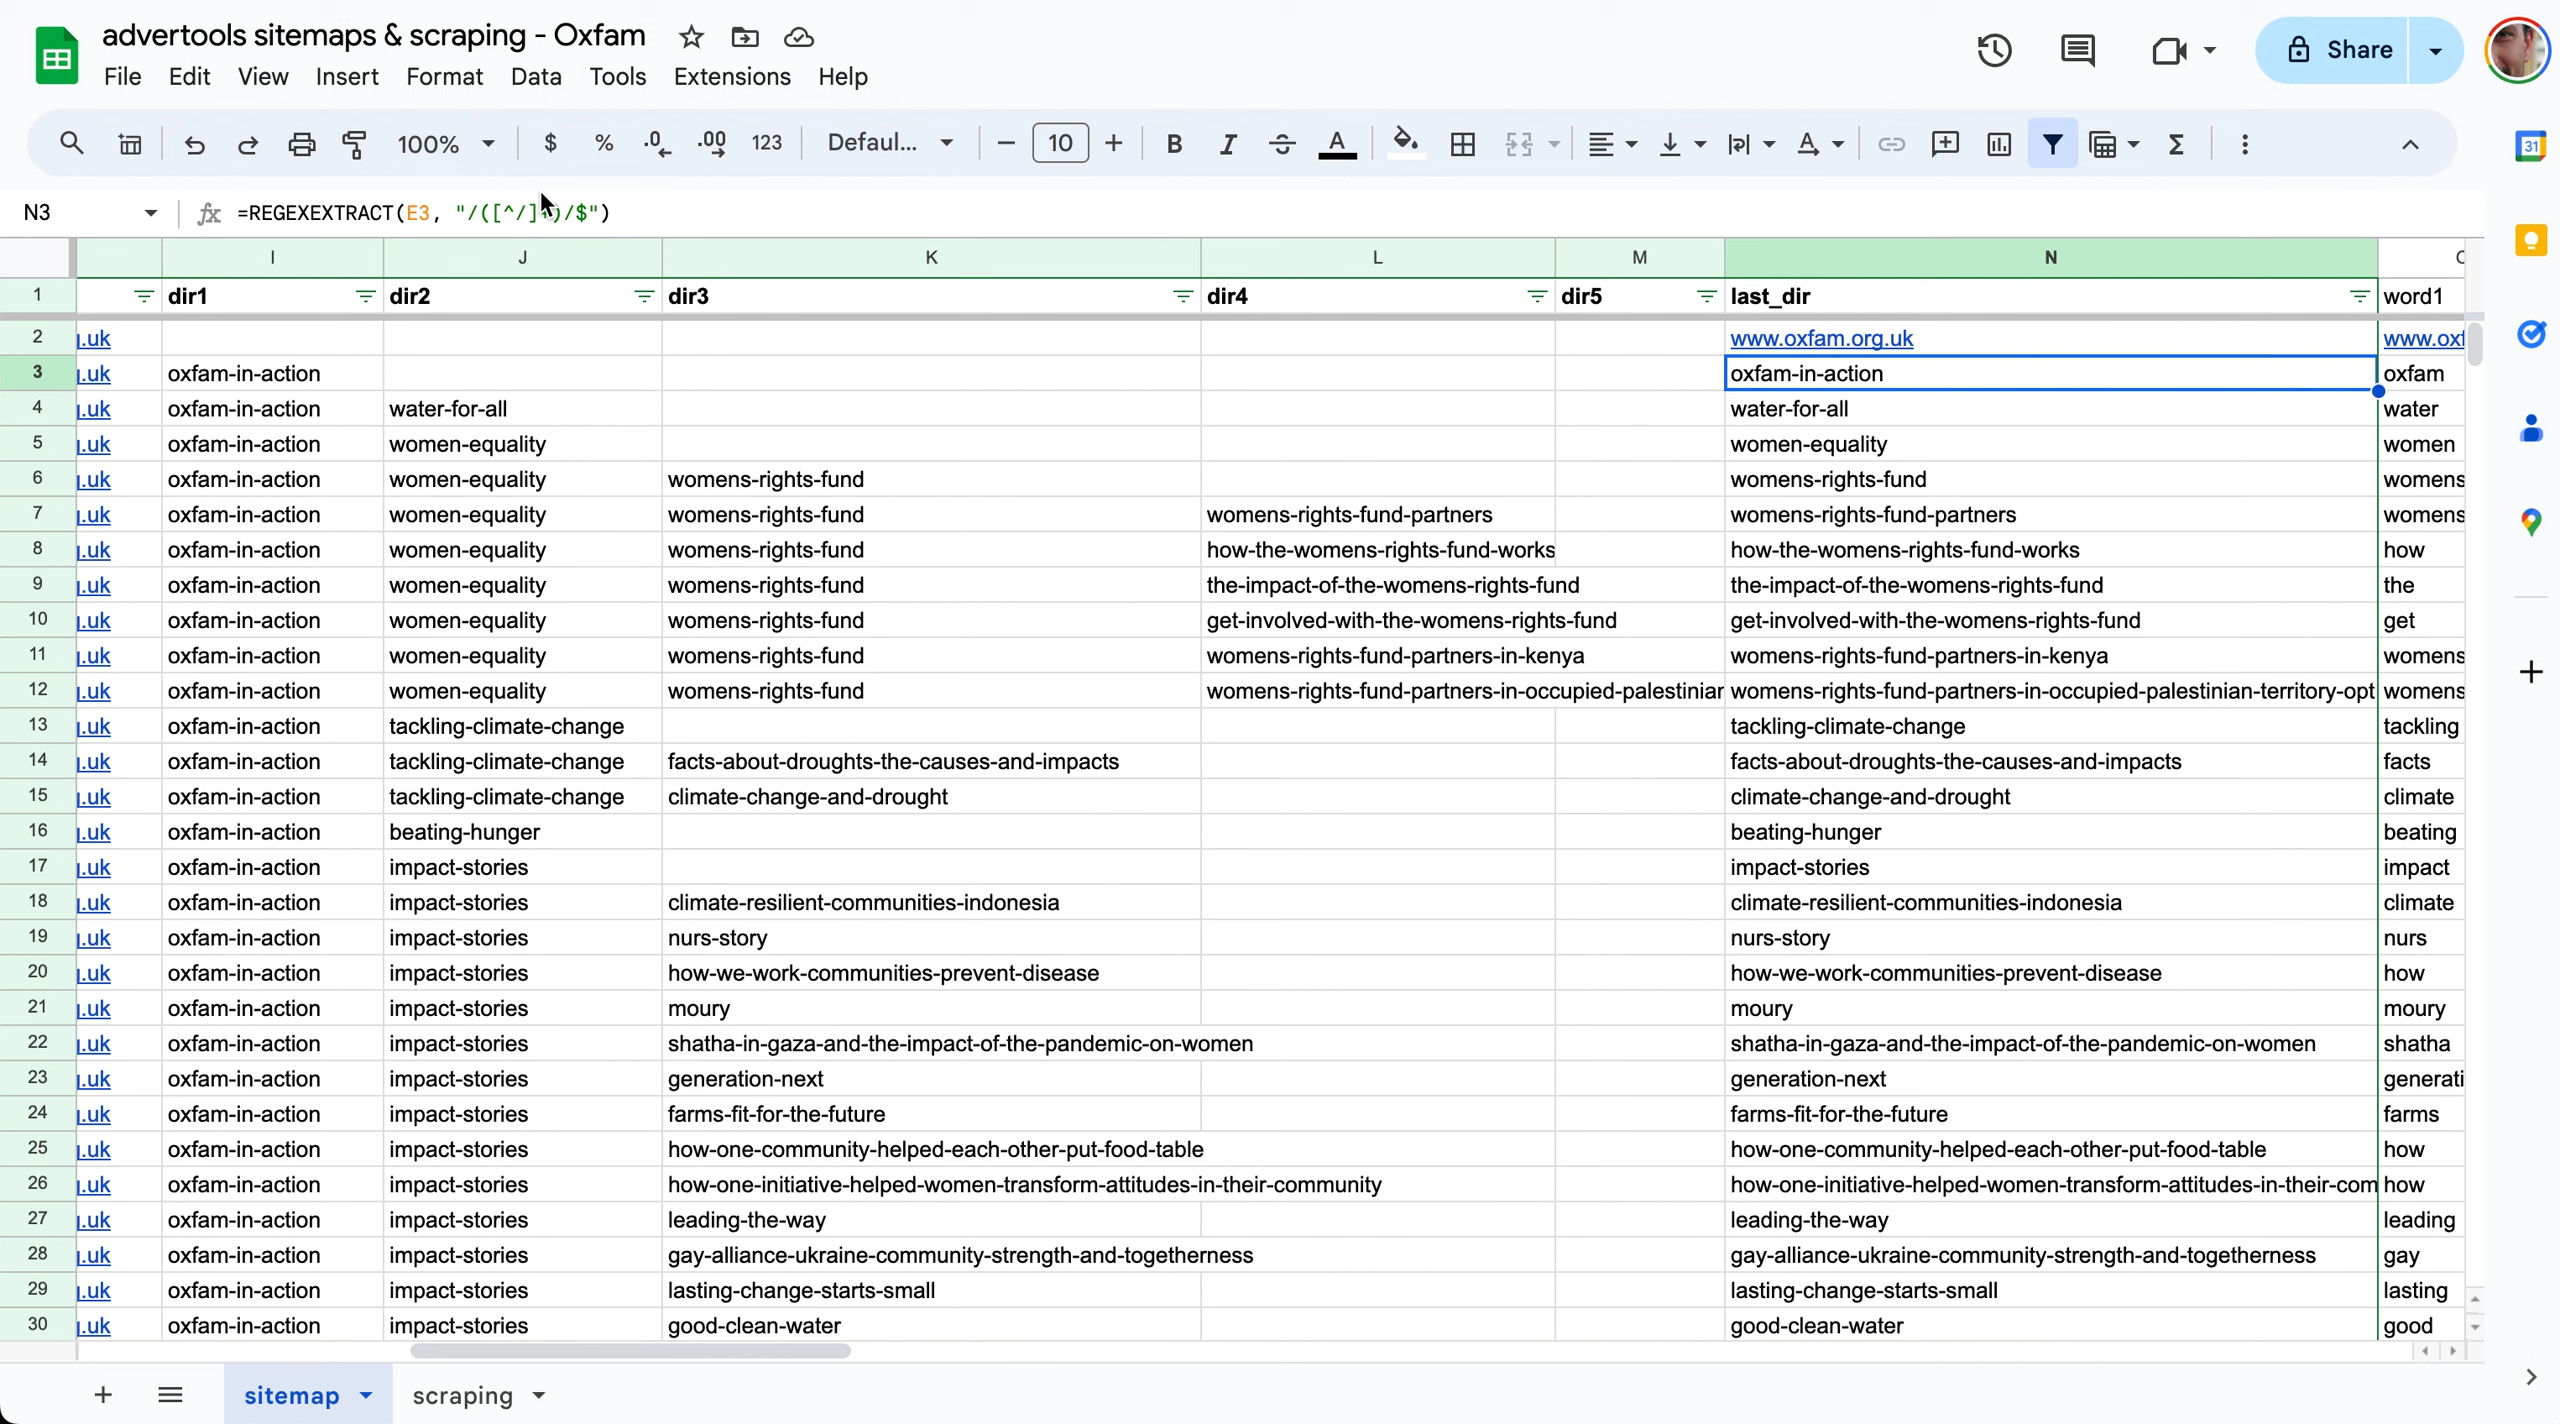 advertools sitemaps & scraping - Oxfam
File Edit View Insert Format Data Tools Extensions Help
Share
100% $ % .0 .00 123 Defaul... 10 B I A
31
N3 =REGEXEXTRACT(E3, "/([^/] )/$")
I J K L M N
1 dir1 dir2 dir3 dir4 dir5 last_dir word1
2 .uk www.oxfam.org.uk
3 .uk oxfam-in-action oxfam-in-action oxfam
4 .uk oxfam-in-action water-for-all water-for-all water
5 .uk oxfam-in-action women-equality women-equality women
6 .uk oxfam-in-action women-equality womens-rights-fund womens-rights-fund womens
7 .uk oxfam-in-action women-equality womens-rights-fund womens-rights-fund-partners womens-rights-fund-partners womens
8 .uk oxfam-in-action women-equality womens-rights-fund how-the-womens-rights-fund-works how-the-womens-rights-fund-works how
9 .uk oxfam-in-action women-equality womens-rights-fund the-impact-of-the-womens-rights-fund the-impact-of-the-womens-rights-fund the
10 .uk oxfam-in-action women-equality womens-rights-fund get-involved-with-the-womens-rights-fund get-involved-with-the-womens-rights-fund get
11 .uk oxfam-in-action women-equality womens-rights-fund womens-rights-fund-partners-in-kenya womens-rights-fund-partners-in-kenya womens
12 .uk oxfam-in-action women-equality womens-rights-fund womens-rights-fund-partners-in-occupied-palestinian womens-rights-fund-partners-in-occupied-palestinian-territory-opt womens
13 .uk oxfam-in-action tackling-climate-change tackling-climate-change tackling
14 .uk oxfam-in-action tackling-climate-change facts-about-droughts-the-causes-and-impacts facts-about-droughts-the-causes-and-impacts facts
15 .uk oxfam-in-action tackling-climate-change climate-change-and-drought climate-change-and-drought climate
16 .uk oxfam-in-action beating-hunger beating-hunger beating
17 .uk oxfam-in-action impact-stories impact-stories impact
18 .uk oxfam-in-action impact-stories climate-resilient-communities-indonesia climate-resilient-communities-indonesia climate
19 .uk oxfam-in-action impact-stories nurs-story nurs-story nurs
20 .uk oxfam-in-action impact-stories how-we-work-communities-prevent-disease how-we-work-communities-prevent-disease how
21 .uk oxfam-in-action impact-stories moury moury moury
22 .uk oxfam-in-action impact-stories shatha-in-gaza-and-the-impact-of-the-pandemic-on-women shatha-in-gaza-and-the-impact-of-the-pandemic-on-women shatha
23 .uk oxfam-in-action impact-stories generation-next generation-next generati
24 .uk oxfam-in-action impact-stories farms-fit-for-the-future farms-fit-for-the-future farms
25 .uk oxfam-in-action impact-stories how-one-community-helped-each-other-put-food-table how-one-community-helped-each-other-put-food-table how
26 .uk oxfam-in-action impact-stories how-one-initiative-helped-women-transform-attitudes-in-their-community how-one-initiative-helped-women-transform-attitudes-in-their-com how
27 .uk oxfam-in-action impact-stories leading-the-way leading-the-way leading
28 .uk oxfam-in-action impact-stories gay-alliance-ukraine-community-strength-and-togetherness gay-alliance-ukraine-community-strength-and-togetherness gay
29 .uk oxfam-in-action impact-stories lasting-change-starts-small lasting-change-starts-small lasting
30 .uk oxfam-in-action impact-stories good-clean-water good-clean-water good
sitemap scraping